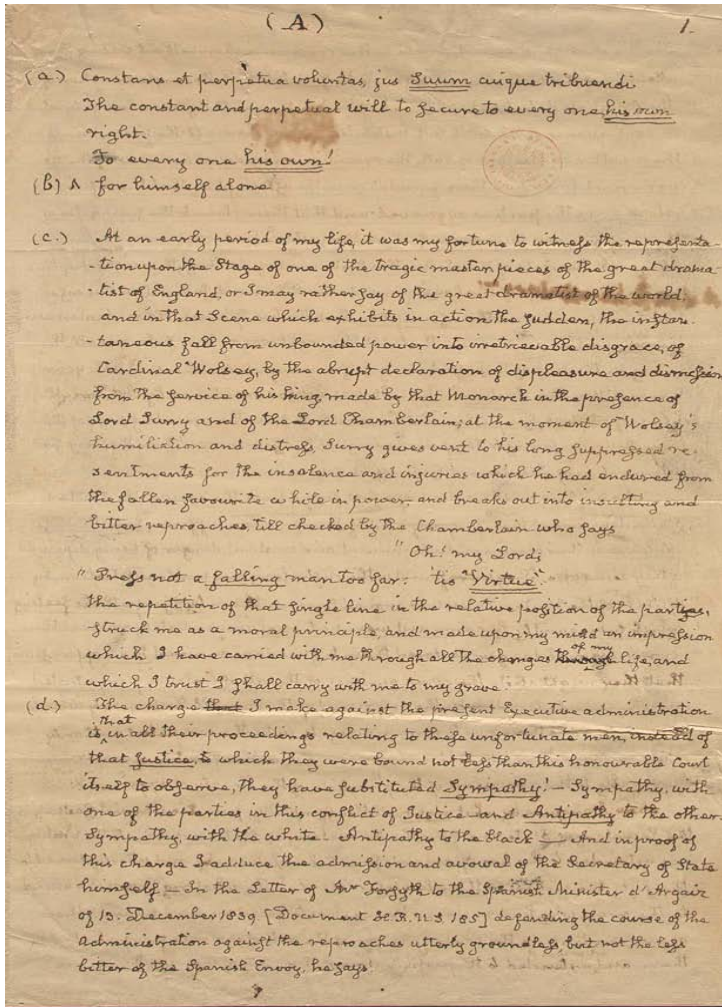 (A)
1.
(a) Constans et perpetua voluntas, jus Suum cuique tribuendi
The constant and perpetual will to secure to every one his own
right.
To every one his own!
(b) ʌ for himself alone
(c.) At an early period of my life, it was my fortune to witness the representa-
-tion upon the Stage of one of the tragic master pieces of the great drama
-tist of England, or I may rather say of the great dramatist of the world,
and in that Scene which exhibits in action the sudden, the instan-
-taneous fall from unbounded power into irretrievable disgrace, of
Cardinal Wolsey, by the abrupt declaration of displeasure and dismission
from the service of his King made by that Monarch in the presence of
Lord Surry and of the Lord Chamberlain; at the moment of Wolsey's
humiliation and distress, Surry gives vent to his long suppressed re-
sentments for the insolence and injuries which he had endured from
the fallen favourite while in power, and breaks out into insulting and
bitter reproaches, till checked by the Chamberlain who says
"Oh! my Lord;
"Press not a falling man too far: 'tis "Virtue".
the repetition of that single line in the relative position of the parties,
struck me as a moral principle, and made upon my mind an impression
which I have carried with me through all the changes through of my life, and
which I trust I shall carry with me to my grave.
(d.) The charge that I make against the present Executive administration
is, that in all their proceedings relating to these unfortunate men, instead of
that Justice, to which they were bound not less than this honourable Court
itself to observe, they have substituted Sympathy! — Sympathy, with
one of the parties in this conflict of Justice—and Antipathy to the other.
Sympathy, with the white. Antipathy to the black — And in proof of
this charge I adduce the admission and avowal of the Secretary of State
himself — In the Letter of Mr Forsyth to the Spanish Minister d'Argaiz
of 13. December 1839 [Document H.R. N.S. 185] defending the course of the
Administration against the reproaches utterly groundless but not the less
bitter of the Spanish Envoy, he says!